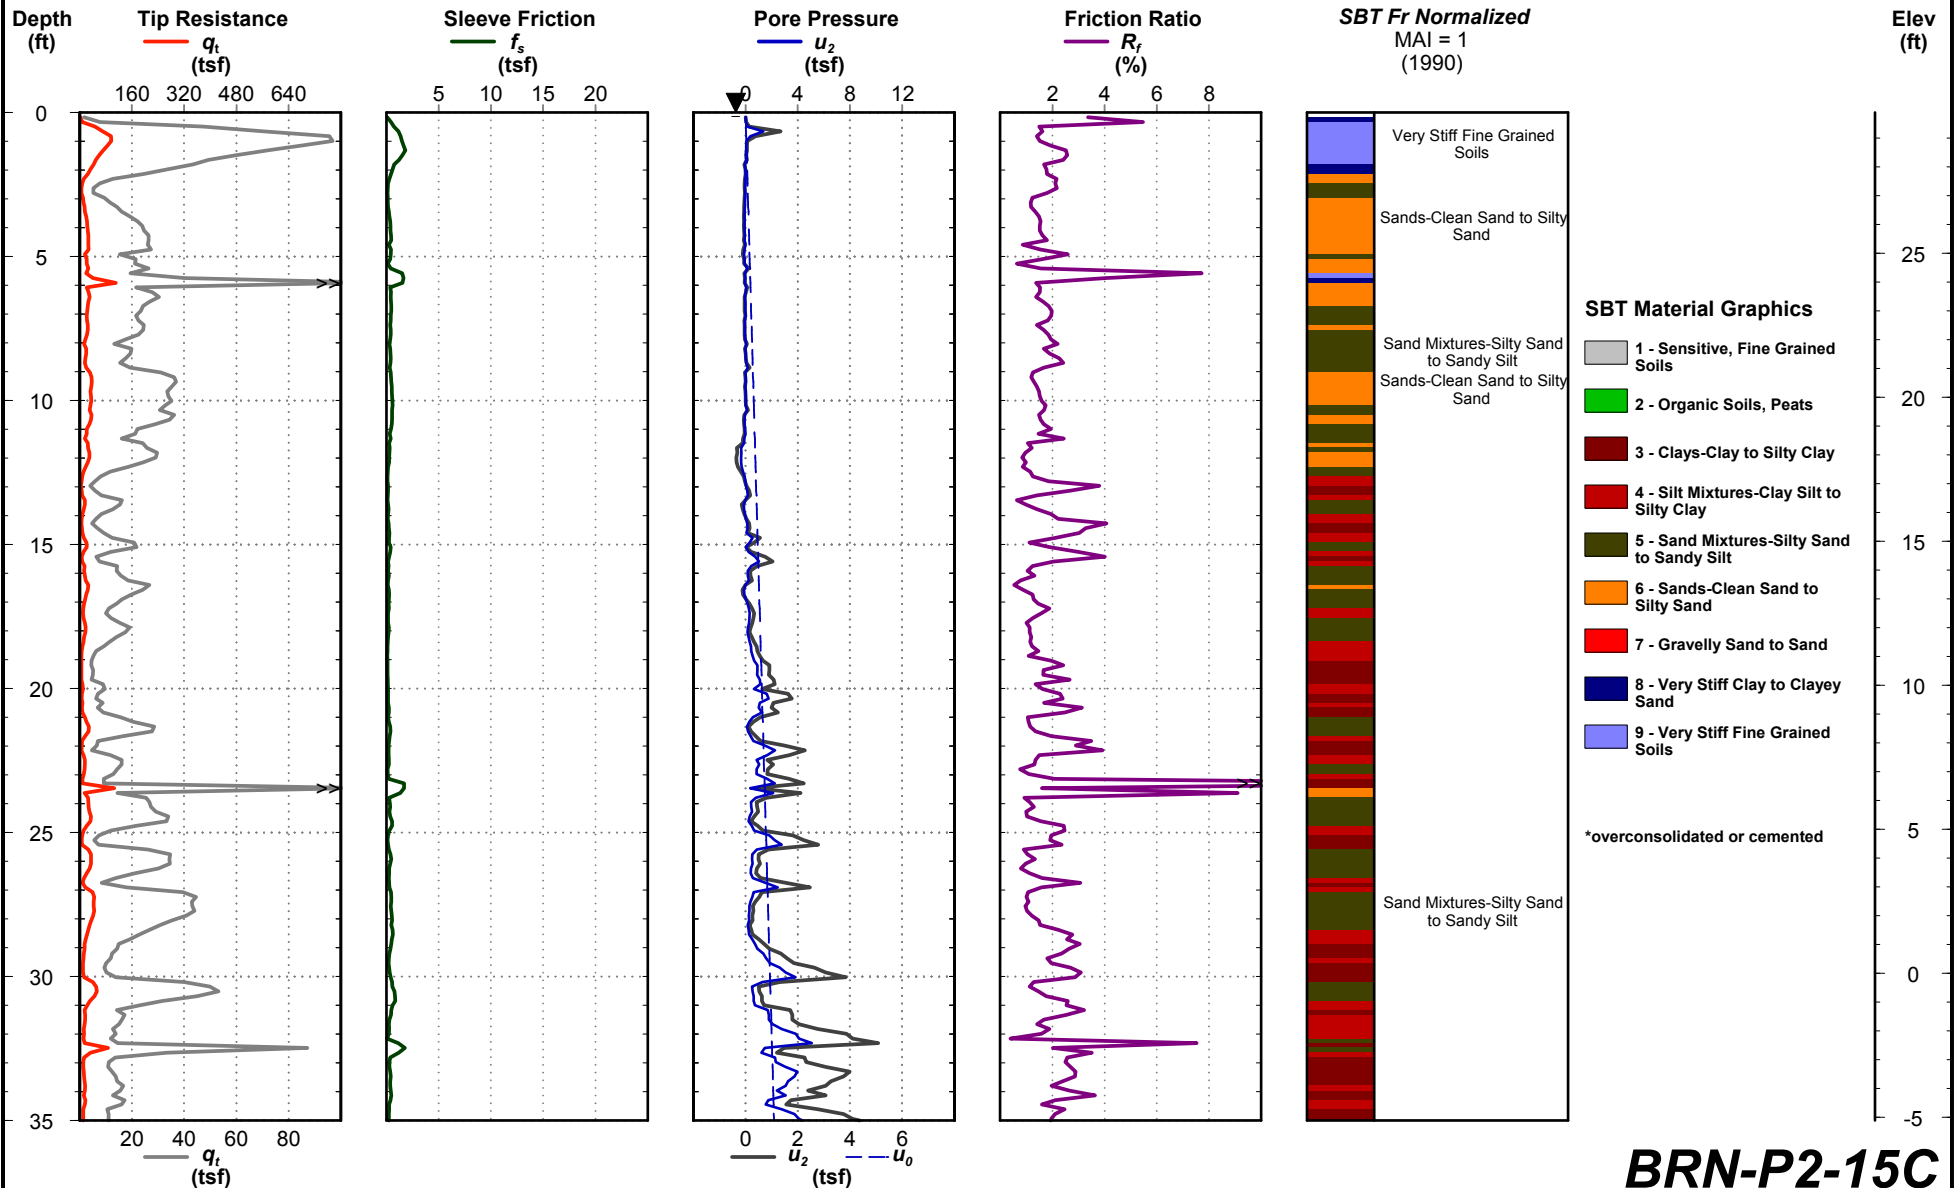 Depth
(ft)
Tip Resistance
qt
(tsf)
160 320 480 640
Sleeve Friction
fs
(tsf)
5 10 15 20
Pore Pressure
u2
(tsf)
0 4 8 12
Friction Ratio
Rf
(%)
2 4 6 8
SBT Fr Normalized
MAI = 1
(1990)
Elev
(ft)
0
5
10
15
20
25
30
35
>>
>>
>>
Very Stiff Fine Grained
Soils
Sands-Clean Sand to Silty
Sand
Sand Mixtures-Silty Sand
to Sandy Silt
Sands-Clean Sand to Silty
Sand
Sand Mixtures-Silty Sand
to Sandy Silt
SBT Material Graphics
1 - Sensitive, Fine Grained
Soils
2 - Organic Soils, Peats
3 - Clays-Clay to Silty Clay
4 - Silt Mixtures-Clay Silt to
Silty Clay
5 - Sand Mixtures-Silty Sand
to Sandy Silt
6 - Sands-Clean Sand to
Silty Sand
7 - Gravelly Sand to Sand
8 - Very Stiff Clay to Clayey
Sand
9 - Very Stiff Fine Grained
Soils
*overconsolidated or cemented
25
20
15
10
5
0
-5
20 40 60 80
qt
(tsf)
0 2 4 6
u2 u0
(tsf)
BRN-P2-15C